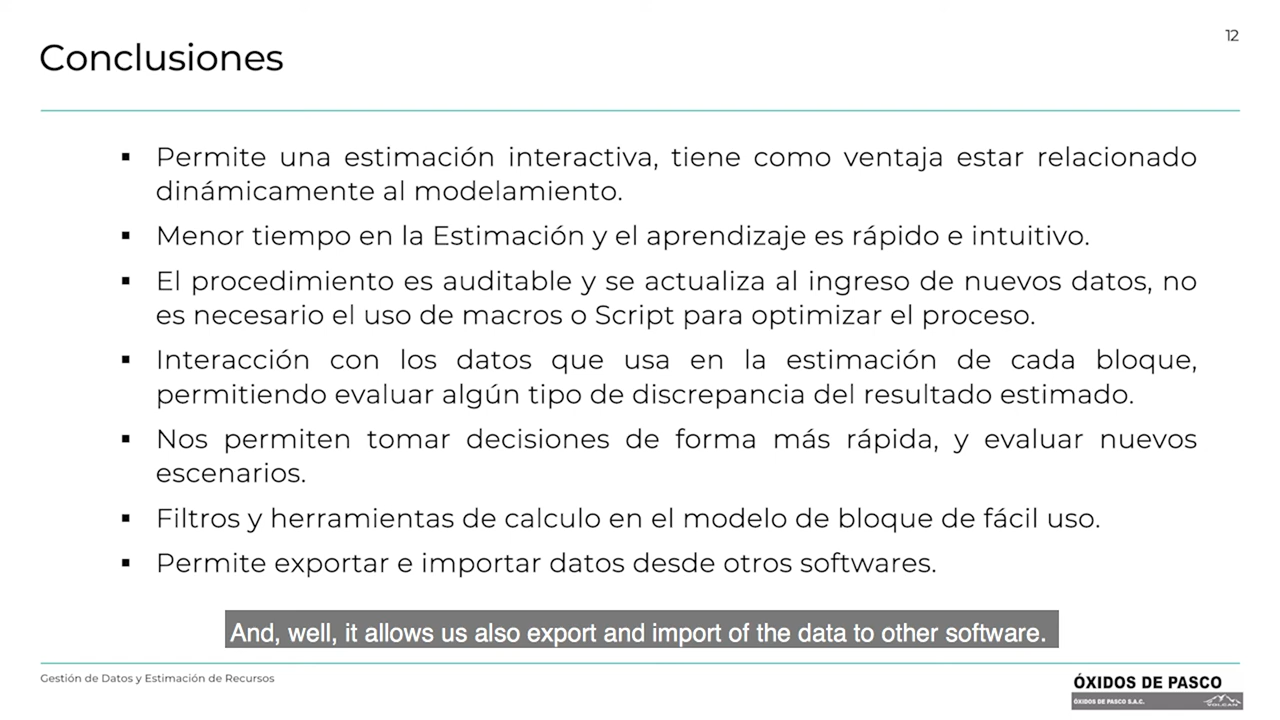 12
Conclusiones
▪ Permite una estimación interactiva, tiene como ventaja estar relacionado
dinámicamente al modelamiento.
▪ Menor tiempo en la Estimación y el aprendizaje es rápido e intuitivo.
▪ El procedimiento es auditable y se actualiza al ingreso de nuevos datos, no
es necesario el uso de macros o Script para optimizar el proceso.
▪ Interacción con los datos que usa en la estimación de cada bloque,
permitiendo evaluar algún tipo de discrepancia del resultado estimado.
▪ Nos permiten tomar decisiones de forma más rápida, y evaluar nuevos
escenarios.
▪ Filtros y herramientas de calculo en el modelo de bloque de fácil uso.
▪ Permite exportar e importar datos desde otros softwares.
And, well, it allows us also export and import of the data to other software.
Gestión de Datos y Estimación de Recursos
ÓXIDOS DE PASCO
ÓXIDOS DE PASCO S.A.C.
VOLCAN